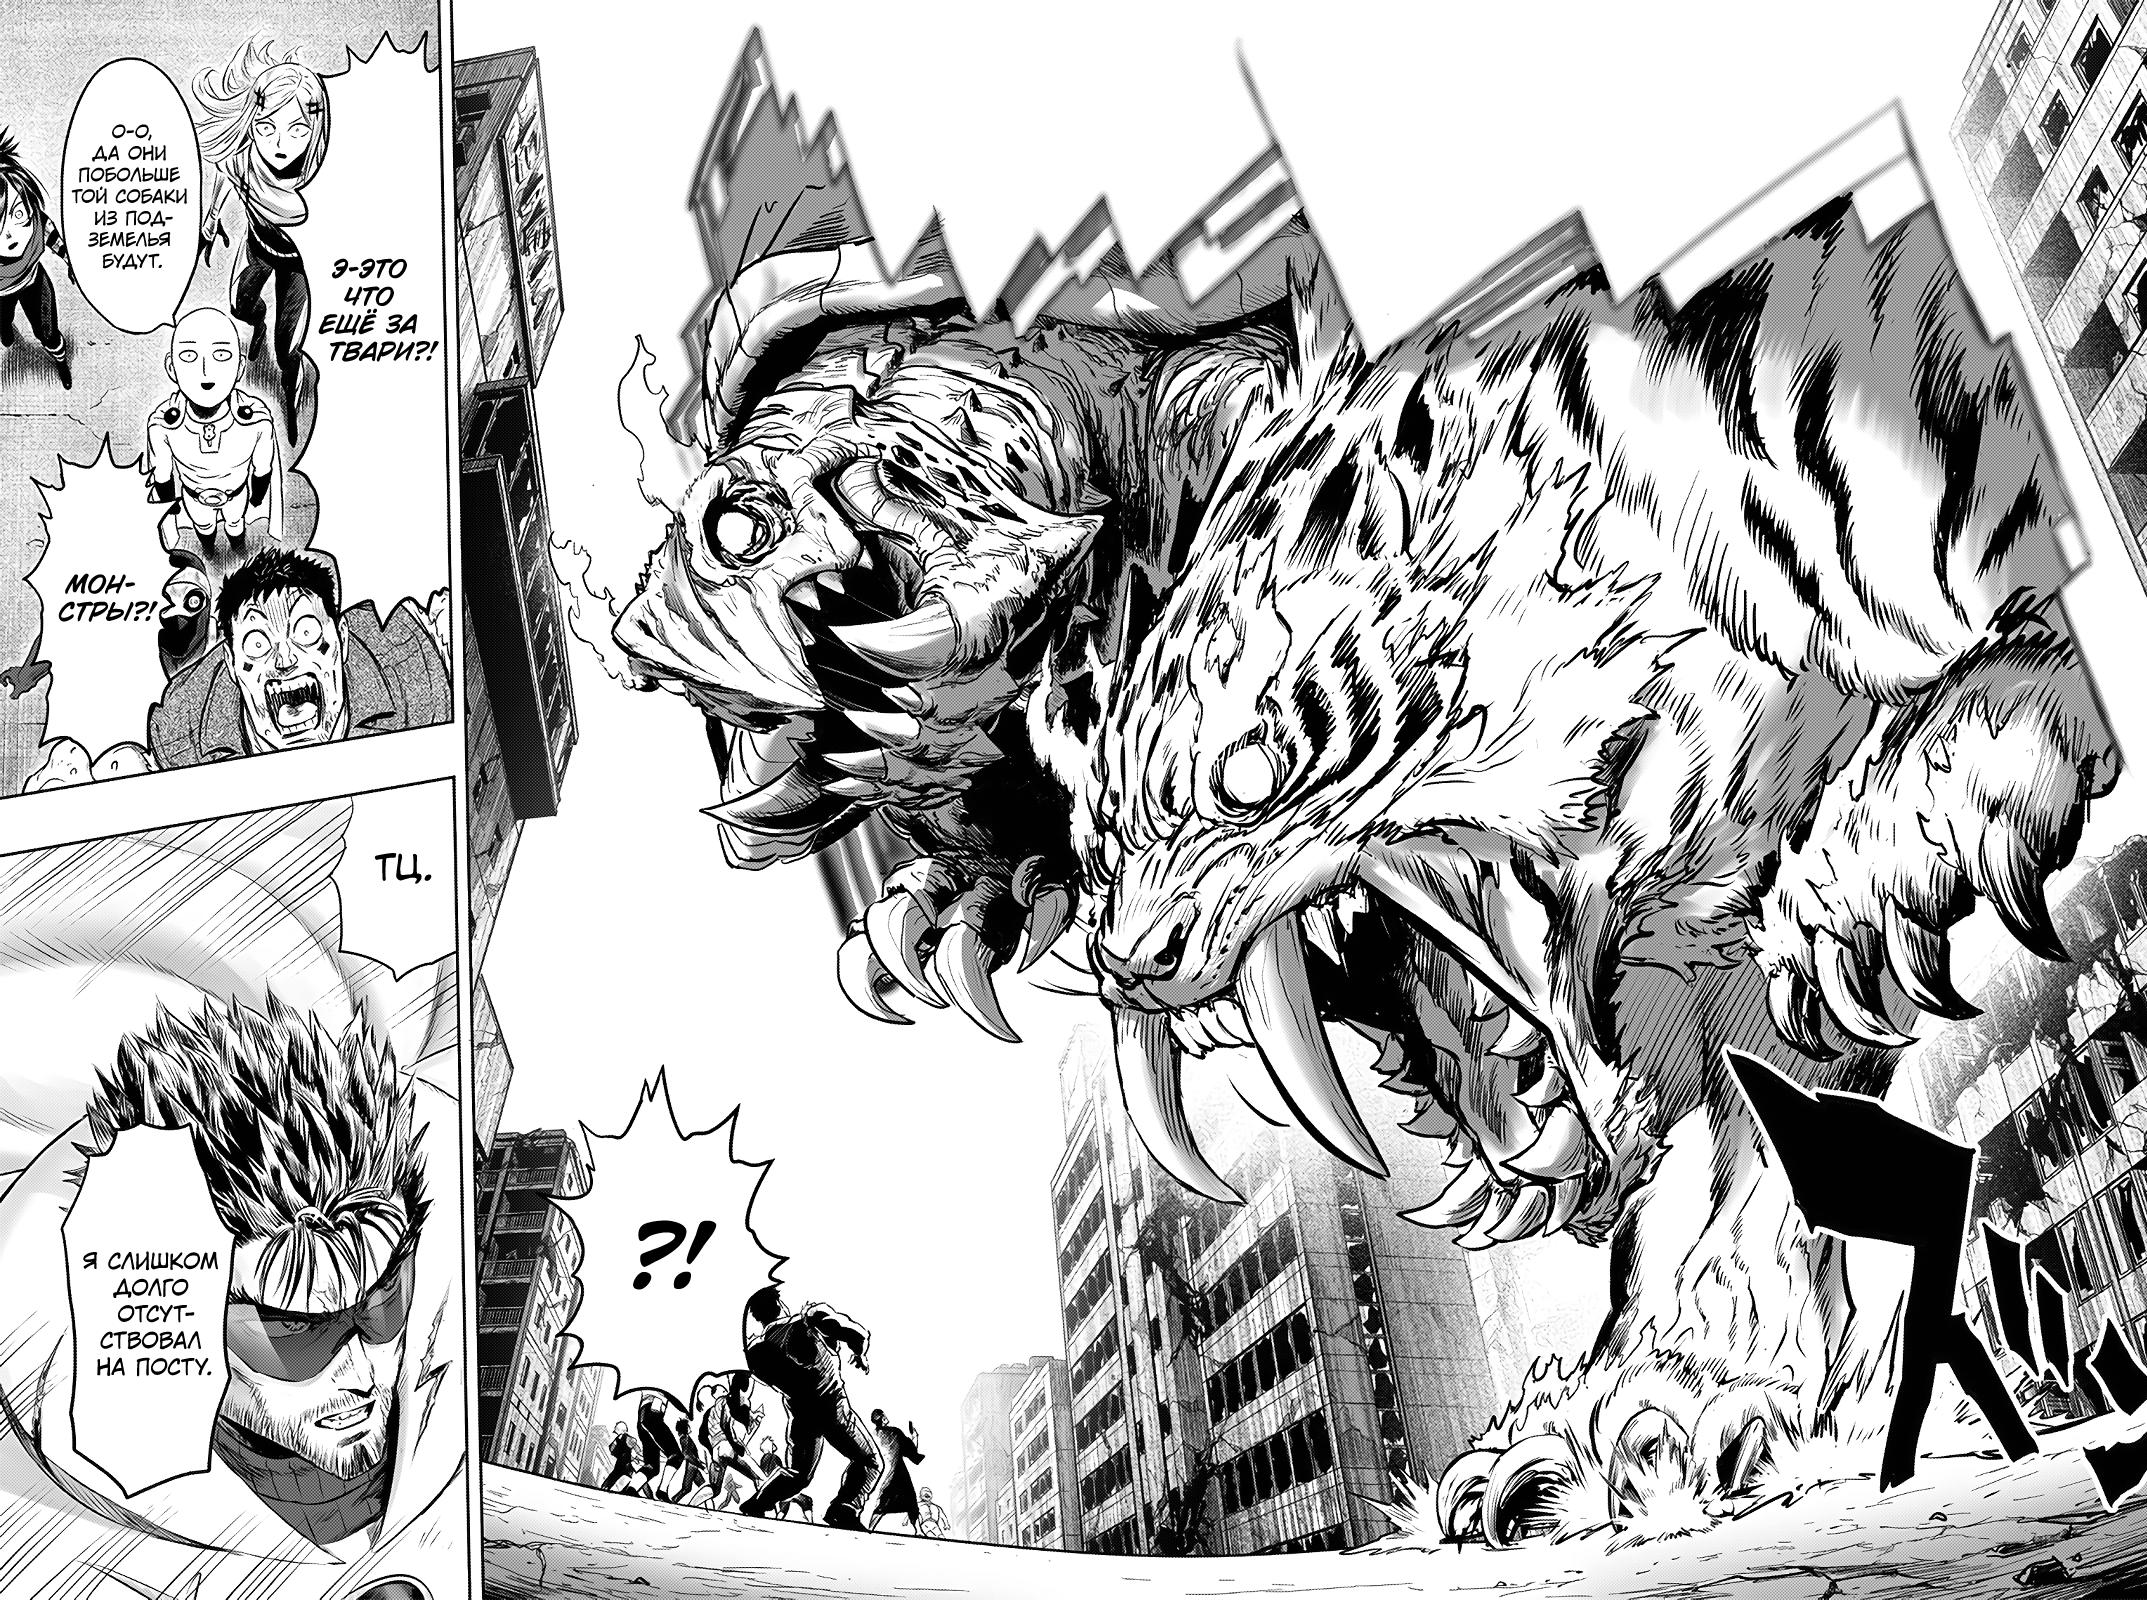 ?!
Э-ЭТО
ЧТО
ЕЩЁ ЗА
ТВАРИ?!
О-О,
ДА ОНИ
ПОБОЛЬШЕ
ТОЙ СОБАКИ
ИЗ ПОД-
ЗЕМЕЛЬЯ
БУДУТ.
МОН-
СТРЫ?!
ТЦ.
Я СЛИШКОМ
ДОЛГО
ОТСУТ-
СТВОВАЛ
НА ПОСТУ.